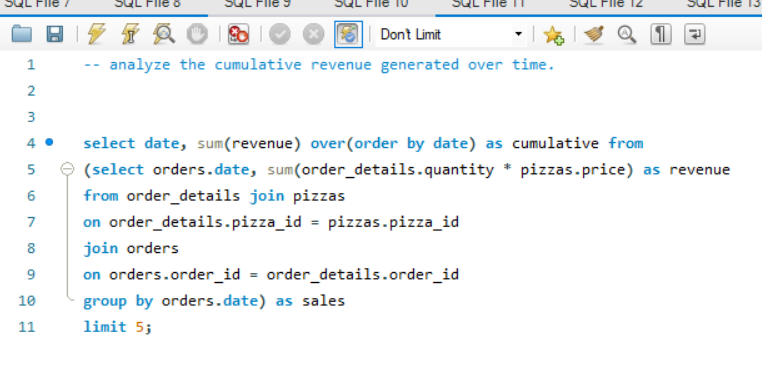 SQL File 7 SQL File 8 SQL File 9 SQL File 10 SQL File 11 SQL File 12 SQL File 13
Don't Limit
1 -- analyze the cumulative revenue generated over time.
2
3
4 select date, sum(revenue) over(order by date) as cumulative from
5 (select orders.date, sum(order_details.quantity * pizzas.price) as revenue
6 from order_details join pizzas
7 on order_details.pizza_id = pizzas.pizza_id
8 join orders
9 on orders.order_id = order_details.order_id
10 group by orders.date) as sales
11 limit 5;